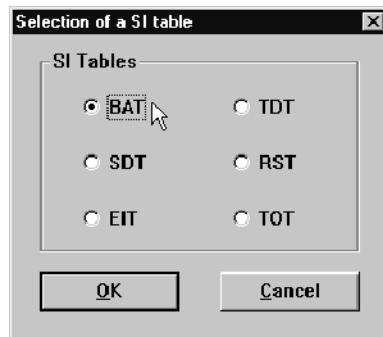 Selection of a SI table
SI Tables
BAT TDT
SDT RST
EIT TOT
OK Cancel